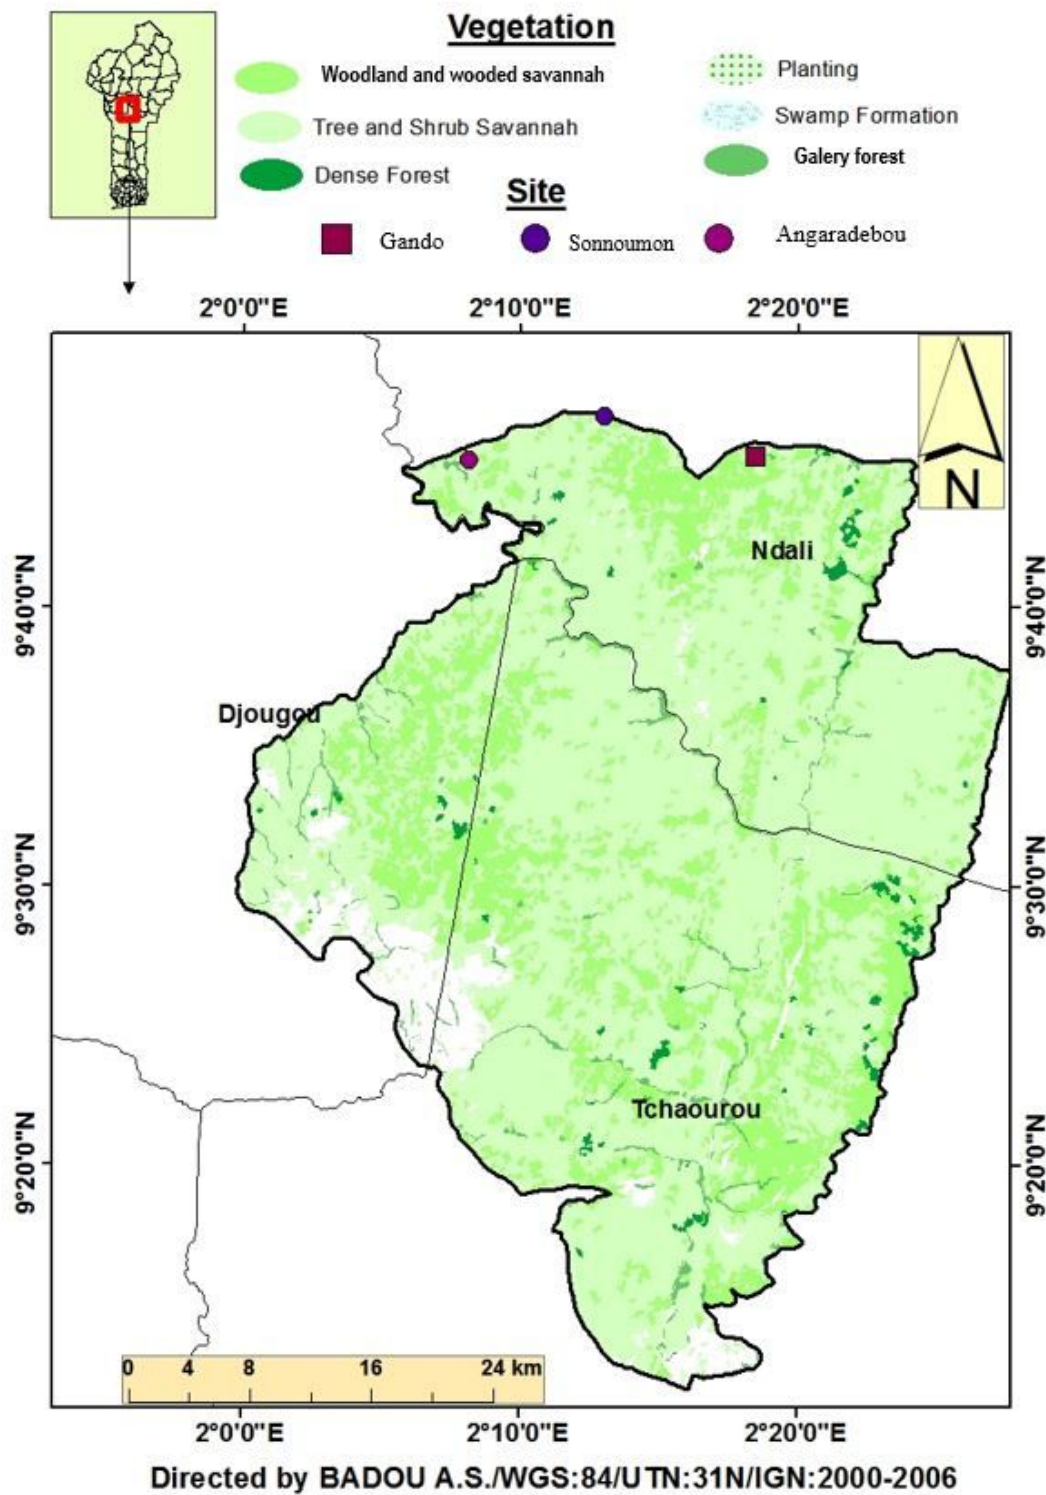 Vegetation
Woodland and wooded savannah
Planting
Tree and Shrub Savannah
Swamp Formation
Dense Forest
Galery forest
Site
Gando
Sonnoumon
Angaradebou
2°0'0"E 2°10'0"E 2°20'0"E
N
Ndali
9°40'0"N 9°40'0"N
Djougou
9°30'0"N 9°30'0"N
Tchaourou
9°20'0"N 9°20'0"N
0 4 8 16 24 km
2°0'0"E 2°10'0"E 2°20'0"E
Directed by BADOU A.S./WGS:84/UTN:31N/IGN:2000-2006